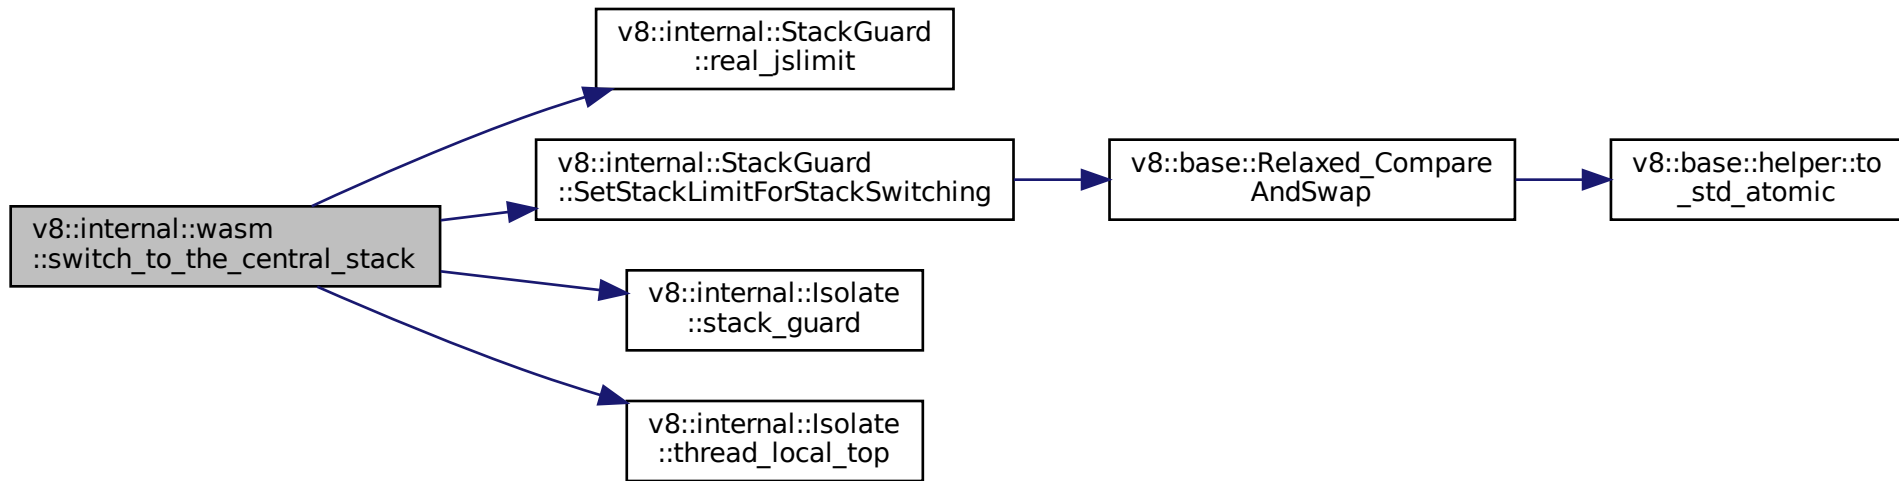 v8::internal::wasm
::switch_to_the_central_stack
v8::internal::StackGuard
::real_jslimit
v8::internal::StackGuard
::SetStackLimitForStackSwitching
v8::base::Relaxed_Compare
AndSwap
v8::base::helper::to
_std_atomic
v8::internal::Isolate
::stack_guard
v8::internal::Isolate
::thread_local_top